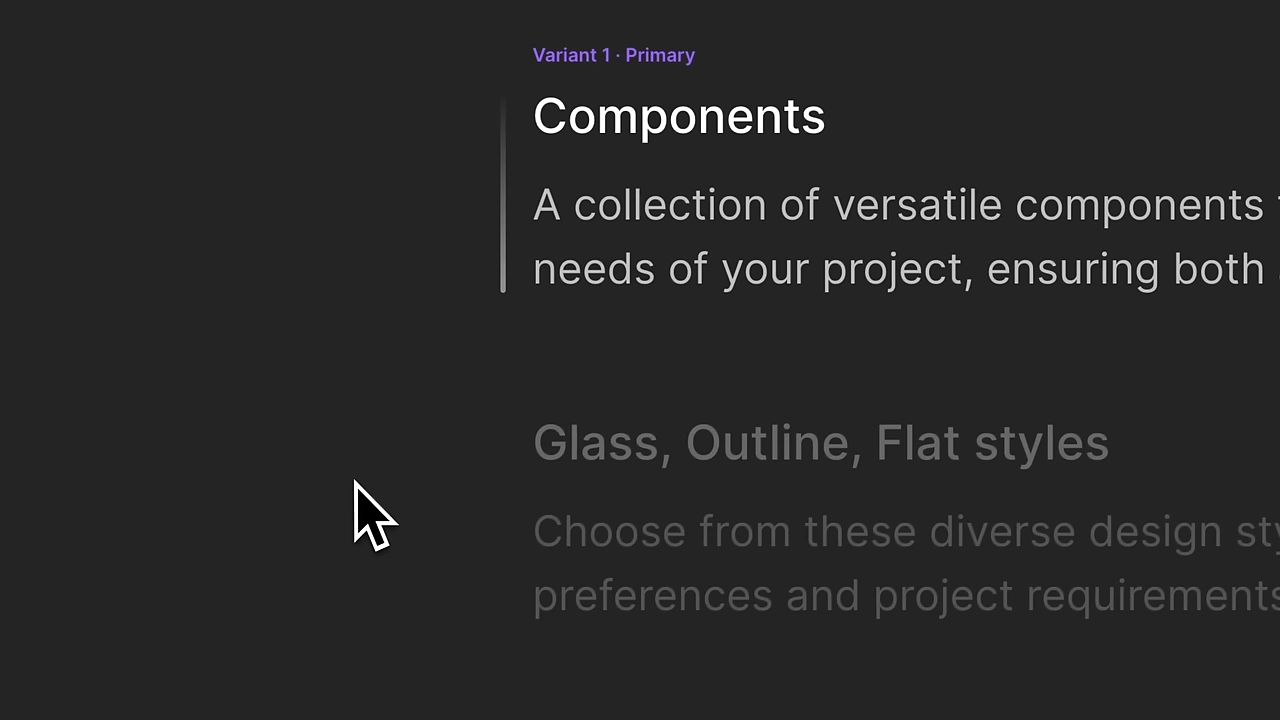 Variant 1 · Primary
Components
A collection of versatile components
needs of your project, ensuring both
Glass, Outline, Flat styles
Choose from these diverse design
preferences and project requirements